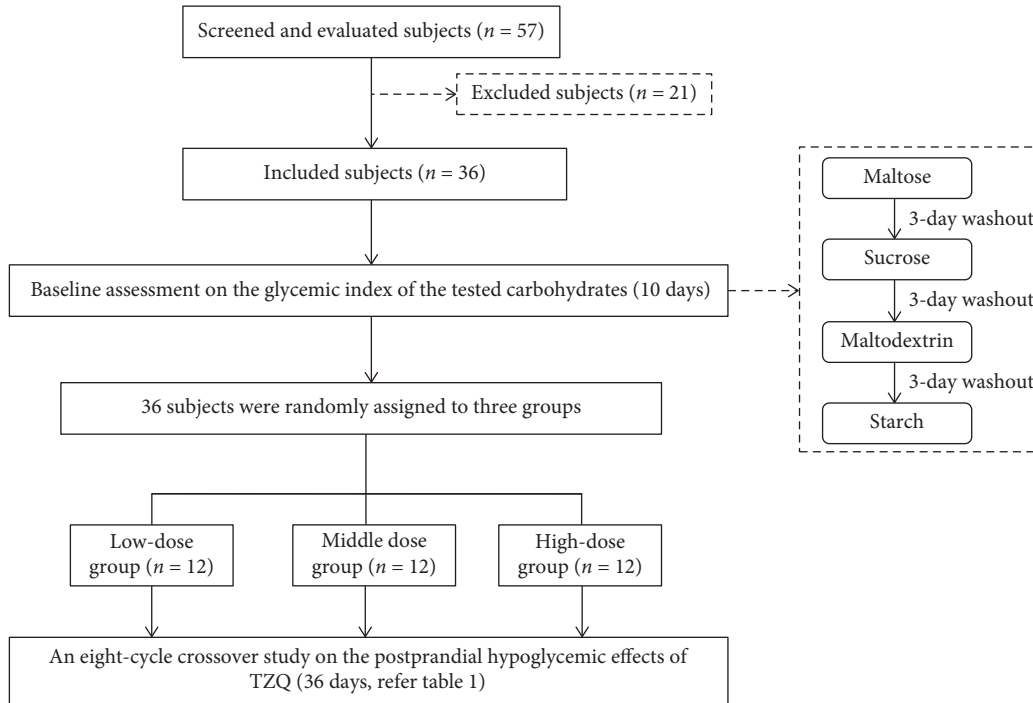 Screened and evaluated subjects (n = 57)
Excluded subjects (n = 21)
Included subjects (n = 36)
Baseline assessment on the glycemic index of the tested carbohydrates (10 days)
Maltose
3-day washout
Sucrose
3-day washout
Maltodextrin
3-day washout
Starch
36 subjects were randomly assigned to three groups
Low-dose
group (n = 12)
Middle dose
group (n = 12)
High-dose
group (n = 12)
An eight-cycle crossover study on the postprandial hypoglycemic effects of
TZQ (36 days, refer table 1)